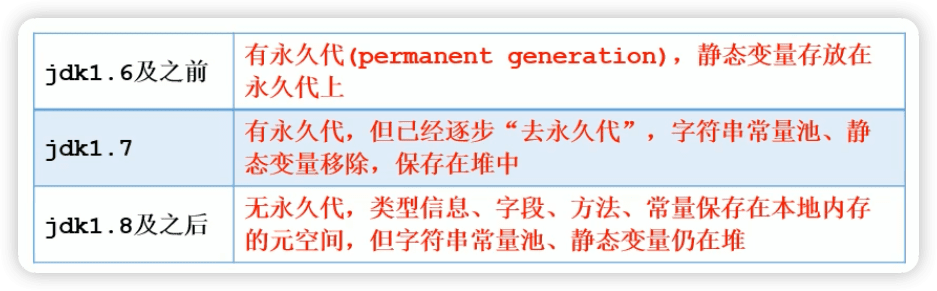 jdk1.6及之前
有永久代(permanent generation)，静态变量存放在
永久代上
jdk1.7
有永久代，但已经逐步“去永久代”，字符串常量池、静
态变量移除，保存在堆中
jdk1.8及之后
无永久代，类型信息、字段、方法、常量保存在本地内存
的元空间，但字符串常量池、静态变量仍在堆